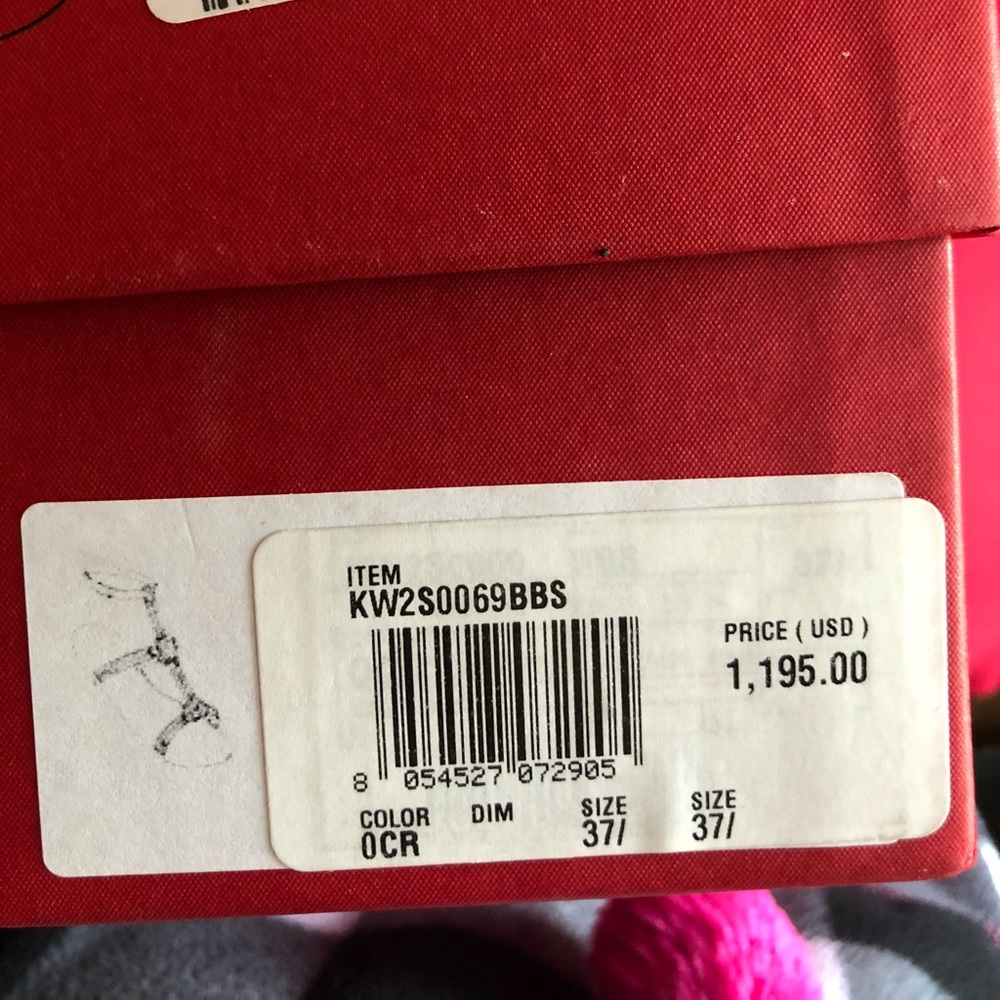 ITEM
KW2S0069BBS
PRICE ( USD )
1,195.00
8 054527 072905
COLOR DIM SIZE SIZE
0CR 37/ 37/